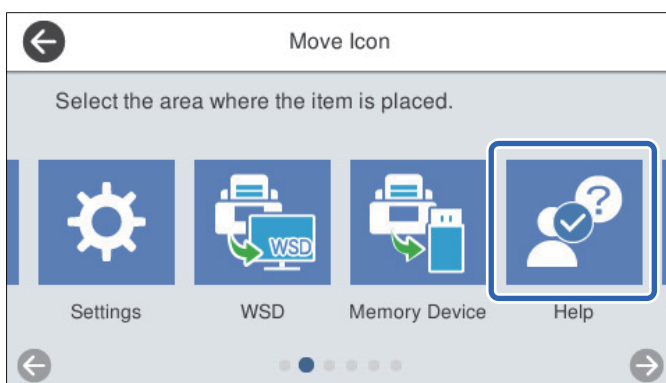 Move Icon
Select the area where the item is placed.
?
WSD
Settings
WSD
Memory Device
Help